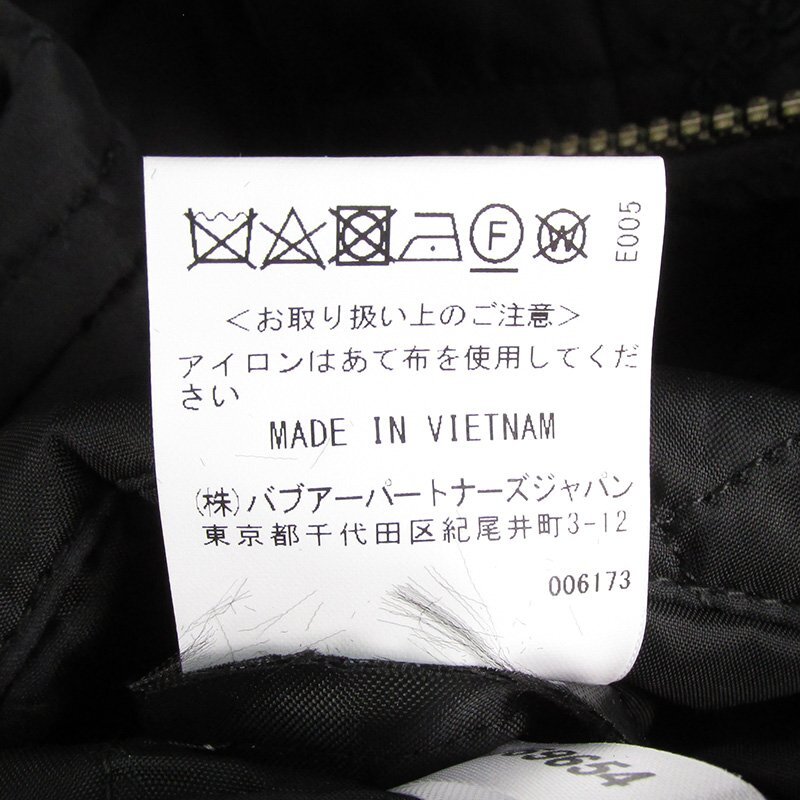 F W
E005
＜お取り扱い上のご注意＞
アイロンはあて布を使用してくだ
さい
MADE IN VIETNAM
(株)バブアーパートナーズジャパン
東京都千代田区紀尾井町3-12
006173
59654